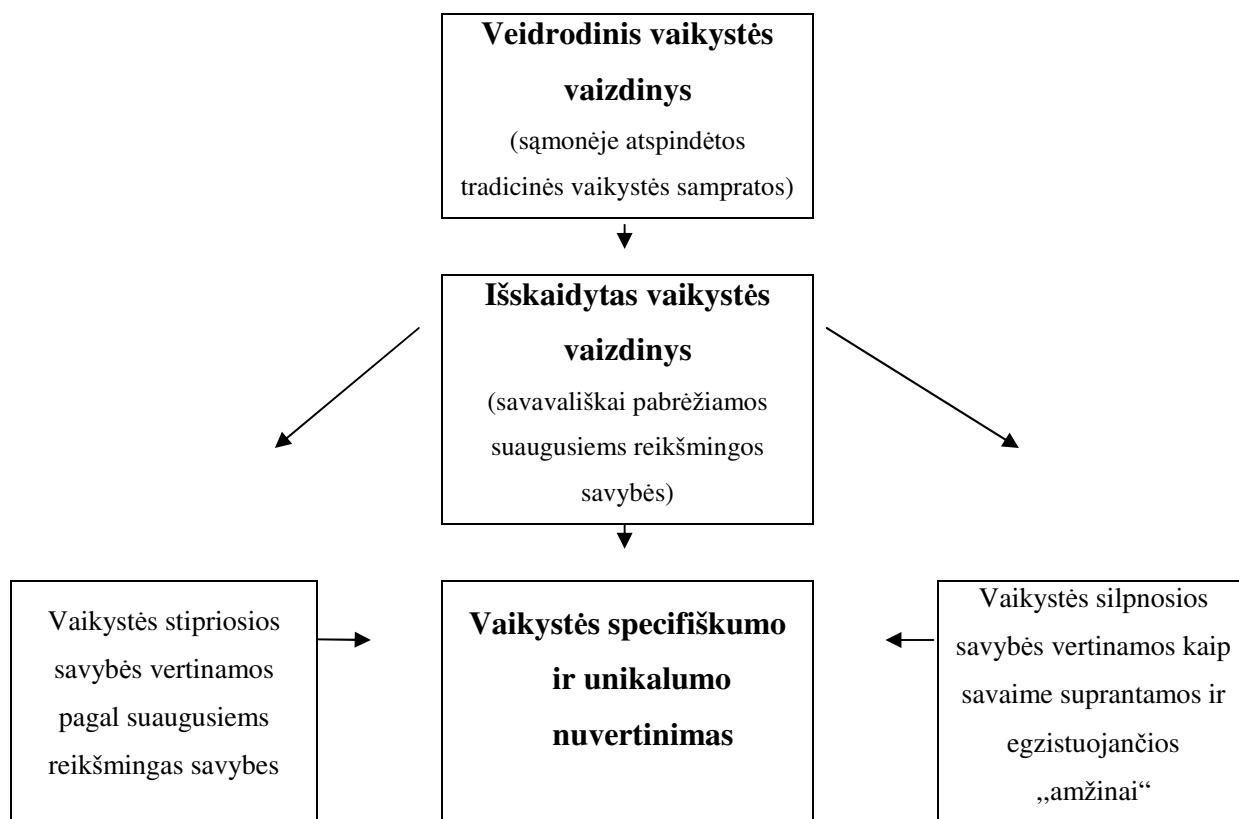 Veidrodinis vaikystės
vaizdinys
(sąmonėje atspindėtos
tradicinės vaikystės sampratos)
Išskaidytas vaikystės
vaizdinys
(savavališkai pabrėžiamos
suaugusiems reikšmingos
savybės)
Vaikystės stipriosios
savybės vertinamos
pagal suaugusiems
reikšmingas savybes
Vaikystės specifiškumo
ir unikalumo
nuvertinimas
Vaikystės silpnosios
savybės vertinamos kaip
savaime suprantamos ir
egzistuojančios
,,amžinai“